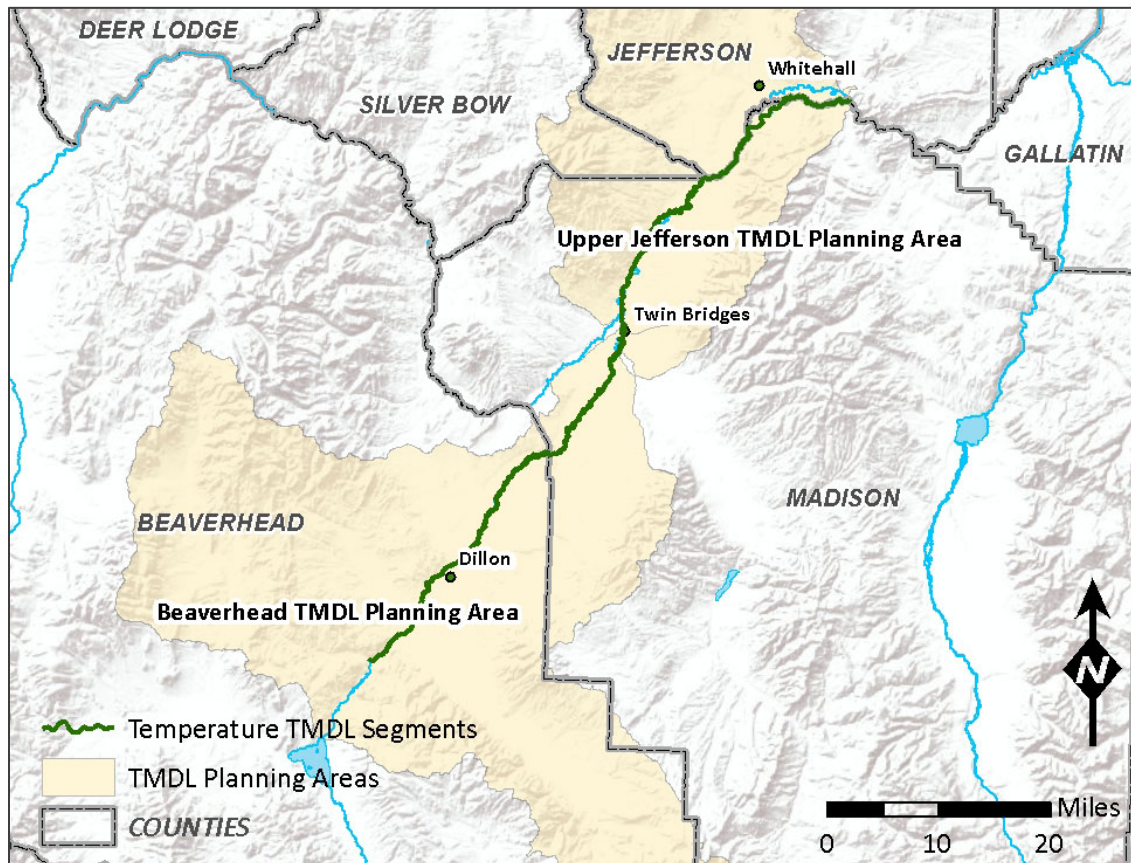 DEER LODGE
JEFFERSON
Whitehall
SILVER BOW
GALLATIN
Upper Jefferson TMDL Planning Area
Twin Bridges
MADISON
BEAVERHEAD
Dillon
Beaverhead TMDL Planning Area
N
Temperature TMDL Segments
TMDL Planning Areas
COUNTIES
Miles
0 10 20